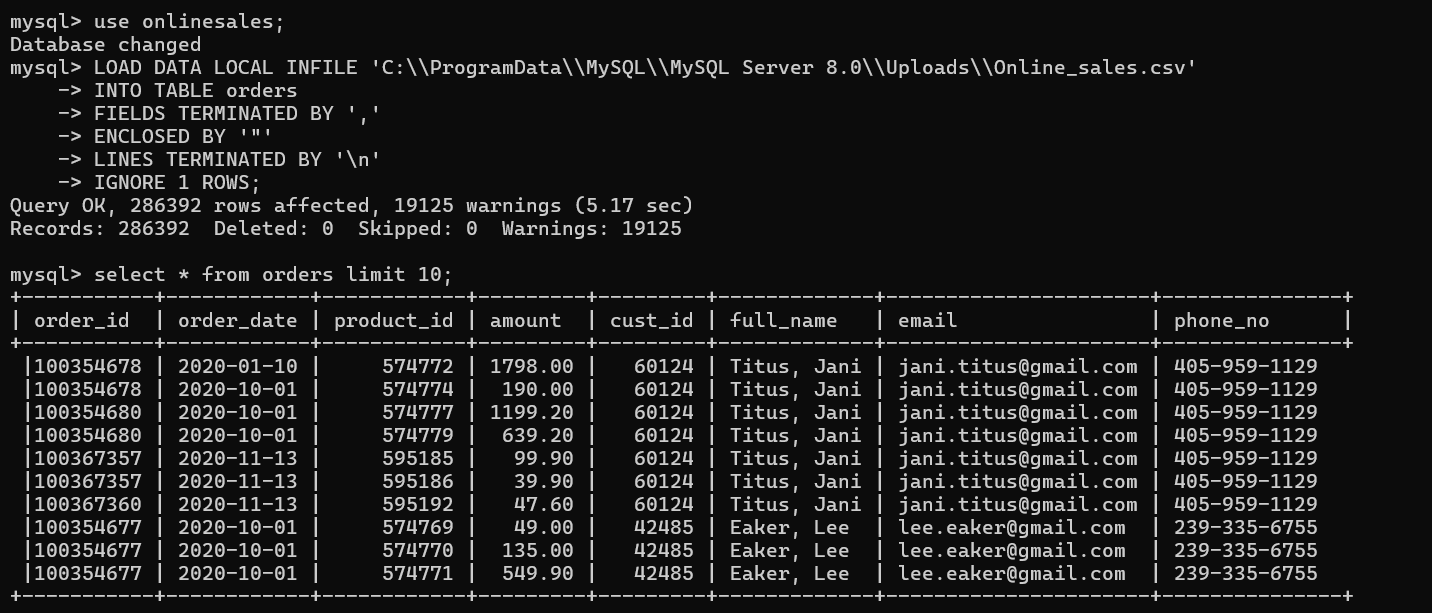 mysql> use onlinesales;
Database changed
mysql> LOAD DATA LOCAL INFILE 'C:\\ProgramData\\MySQL\\MySQL Server 8.0\\Uploads\\Online_sales.csv'
    -> INTO TABLE orders
    -> FIELDS TERMINATED BY ','
    -> ENCLOSED BY '"'
    -> LINES TERMINATED BY '\n'
    -> IGNORE 1 ROWS;
Query OK, 286392 rows affected, 19125 warnings (5.17 sec)
Records: 286392  Deleted: 0  Skipped: 0  Warnings: 19125

mysql> select * from orders limit 10;
+-----------+------------+------------+---------+---------+-------------+----------------------+---------------+
| order_id  | order_date | product_id | amount  | cust_id | full_name   | email                | phone_no      |
+-----------+------------+------------+---------+---------+-------------+----------------------+---------------+
 |100354678 | 2020-01-10 |     574772 | 1798.00 |   60124 | Titus, Jani | jani.titus@gmail.com | 405-959-1129
 |100354678 | 2020-10-01 |     574774 |  190.00 |   60124 | Titus, Jani | jani.titus@gmail.com | 405-959-1129
 |100354680 | 2020-10-01 |     574777 | 1199.20 |   60124 | Titus, Jani | jani.titus@gmail.com | 405-959-1129
 |100354680 | 2020-10-01 |     574779 |  639.20 |   60124 | Titus, Jani | jani.titus@gmail.com | 405-959-1129
 |100367357 | 2020-11-13 |     595185 |   99.90 |   60124 | Titus, Jani | jani.titus@gmail.com | 405-959-1129
 |100367357 | 2020-11-13 |     595186 |   39.90 |   60124 | Titus, Jani | jani.titus@gmail.com | 405-959-1129
 |100367360 | 2020-11-13 |     595192 |   47.60 |   60124 | Titus, Jani | jani.titus@gmail.com | 405-959-1129
 |100354677 | 2020-10-01 |     574769 |   49.00 |   42485 | Eaker, Lee  | lee.eaker@gmail.com  | 239-335-6755
 |100354677 | 2020-10-01 |     574770 |  135.00 |   42485 | Eaker, Lee  | lee.eaker@gmail.com  | 239-335-6755
 |100354677 | 2020-10-01 |     574771 |  549.90 |   42485 | Eaker, Lee  | lee.eaker@gmail.com  | 239-335-6755
+-----------+------------+------------+---------+---------+-------------+----------------------+---------------+